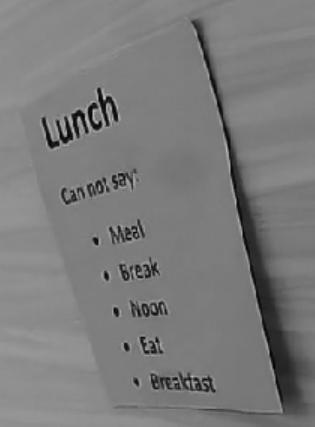 Lunch
Can not say:
• Meal
• Break
• Noon
• Eat
• Breakfast